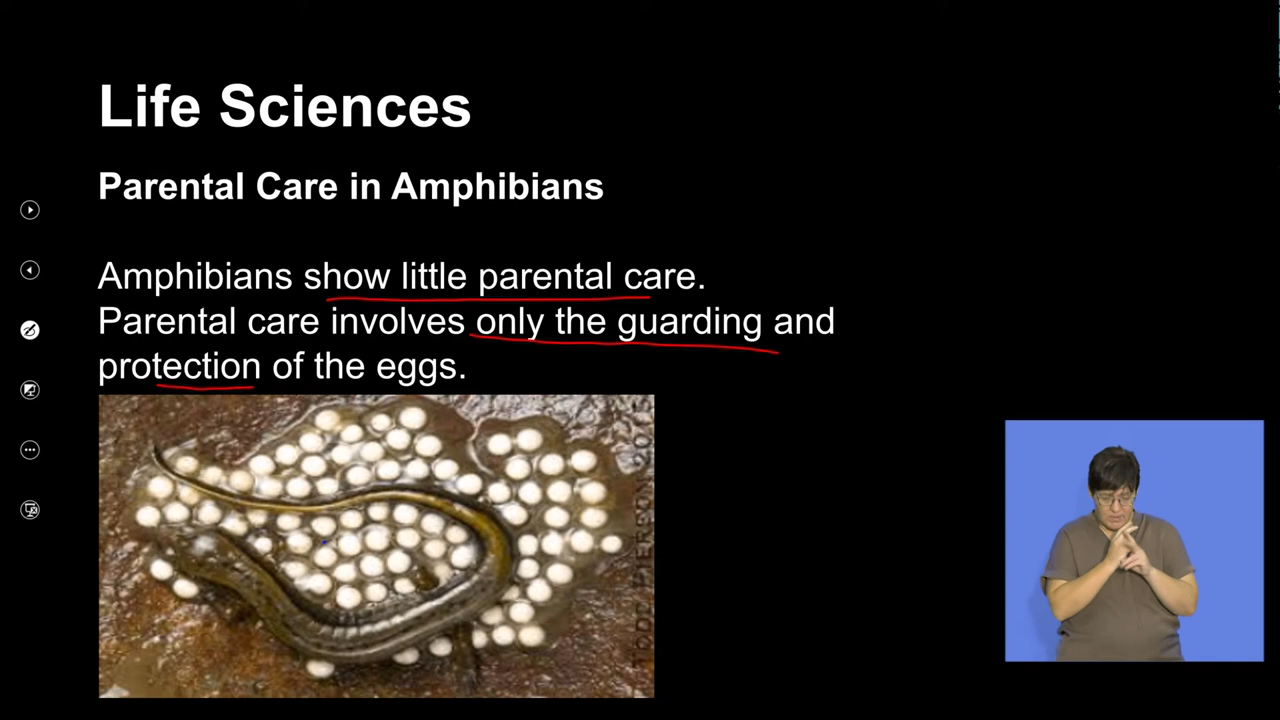 Life Sciences
Parental Care in Amphibians
Amphibians show little parental care.
Parental care involves only the guarding and
protection of the eggs.